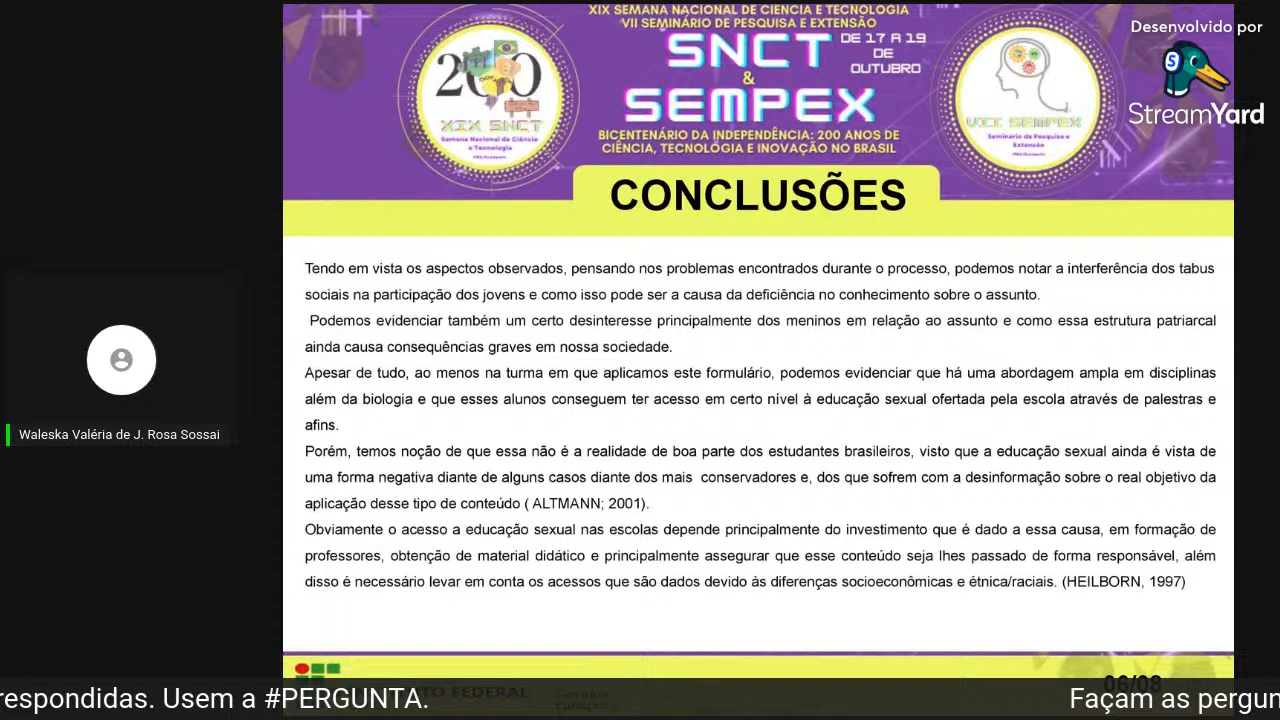 XIX SEMANA NACIONAL DE CIÊNCIA E TECNOLOGIA
VII SEMINÁRIO DE PESQUISA E EXTENSÃO
SNCT
DE 17 A 19
DE
OUTUBRO
&
SEMPEX
BICENTENÁRIO DA INDEPENDÊNCIA: 200 ANOS DE
CIÊNCIA, TECNOLOGIA E INOVAÇÃO NO BRASIL
200
XIX SNCT
Semana Nacional de Ciência
e Tecnologia
VII SEMPEX
Seminário de Pesquisa e
Extensão
Desenvolvido por
StreamYard
CONCLUSÕES
Tendo em vista os aspectos observados, pensando nos problemas encontrados durante o processo, podemos notar a interferência dos tabus
sociais na participação dos jovens e como isso pode ser a causa da deficiência no conhecimento sobre o assunto.
Podemos evidenciar também um certo desinteresse principalmente dos meninos em relação ao assunto e como essa estrutura patriarcal
ainda causa consequências graves em nossa sociedade.
Apesar de tudo, ao menos na turma em que aplicamos este formulário, podemos evidenciar que há uma abordagem ampla em disciplinas
além da biologia e que esses alunos conseguem ter acesso em certo nível à educação sexual ofertada pela escola através de palestras e
afins.
Porém, temos noção de que essa não é a realidade de boa parte dos estudantes brasileiros, visto que a educação sexual ainda é vista de
uma forma negativa diante de alguns casos diante dos mais conservadores e, dos que sofrem com a desinformação sobre o real objetivo da
aplicação desse tipo de conteúdo ( ALTMANN; 2001).
Obviamente o acesso a educação sexual nas escolas depende principalmente do investimento que é dado a essa causa, em formação de
professores, obtenção de material didático e principalmente assegurar que esse conteúdo seja lhes passado de forma responsável, além
disso é necessário levar em conta os acessos que são dados devido às diferenças socioeconômicas e étnica/raciais. (HEILBORN, 1997)
Waleska Valéria de J. Rosa Sossai
FEDERAL
06/08
respondidas. Usem a #PERGUNTA.
Façam as pergun